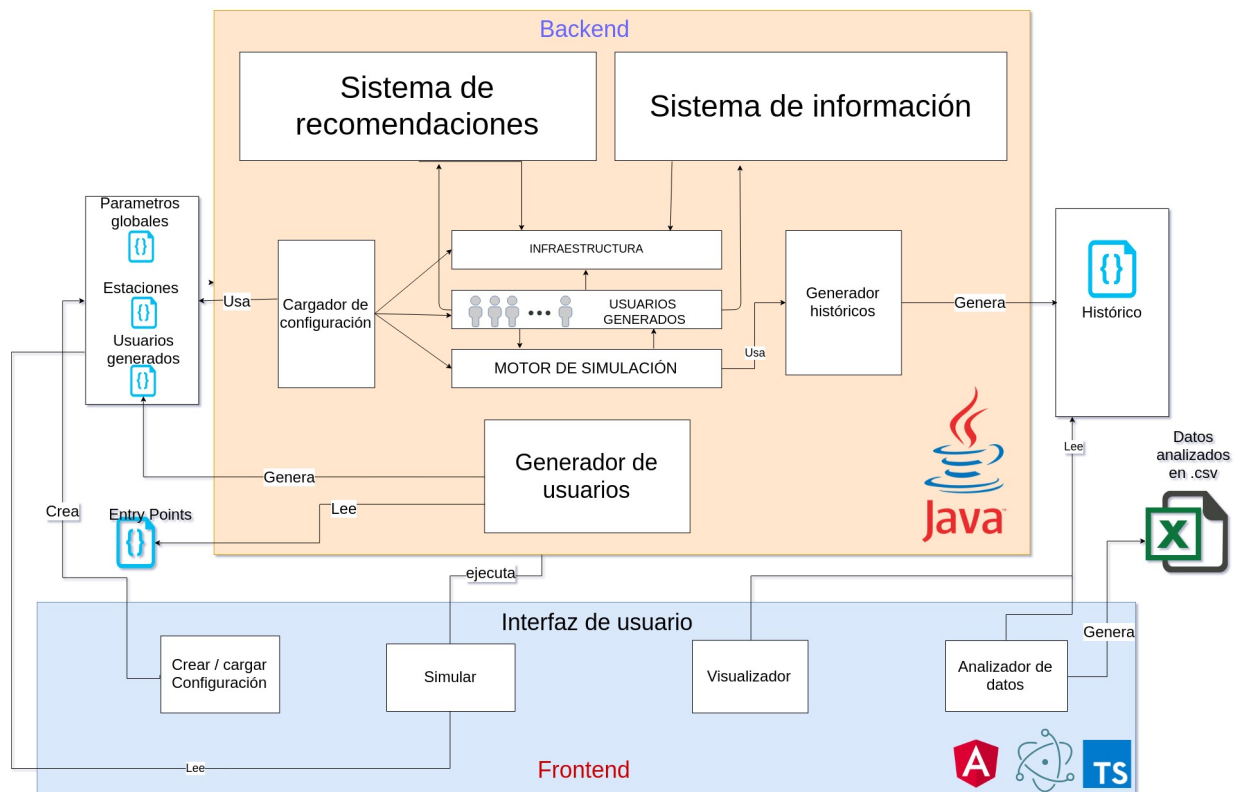 Backend
Sistema de
recomendaciones
Sistema de información
Parametros
globales
{}
Estaciones
{}
Usuarios
generados
{}
Usa
Cargador de
configuración
INFRAESTRUCTURA
USUARIOS
GENERADOS
MOTOR DE SIMULACIÓN
Usa
Generador
históricos
Genera
{}
Histórico
Generador de
usuarios
Genera
Lee
Crea
Entry Points
{}
Java
Lee
Datos
analizados
en .csv
X
ejecuta
Interfaz de usuario
Crear / cargar
Configuración
Simular
Visualizador
Analizador de
datos
Genera
Lee
Frontend
A
TS